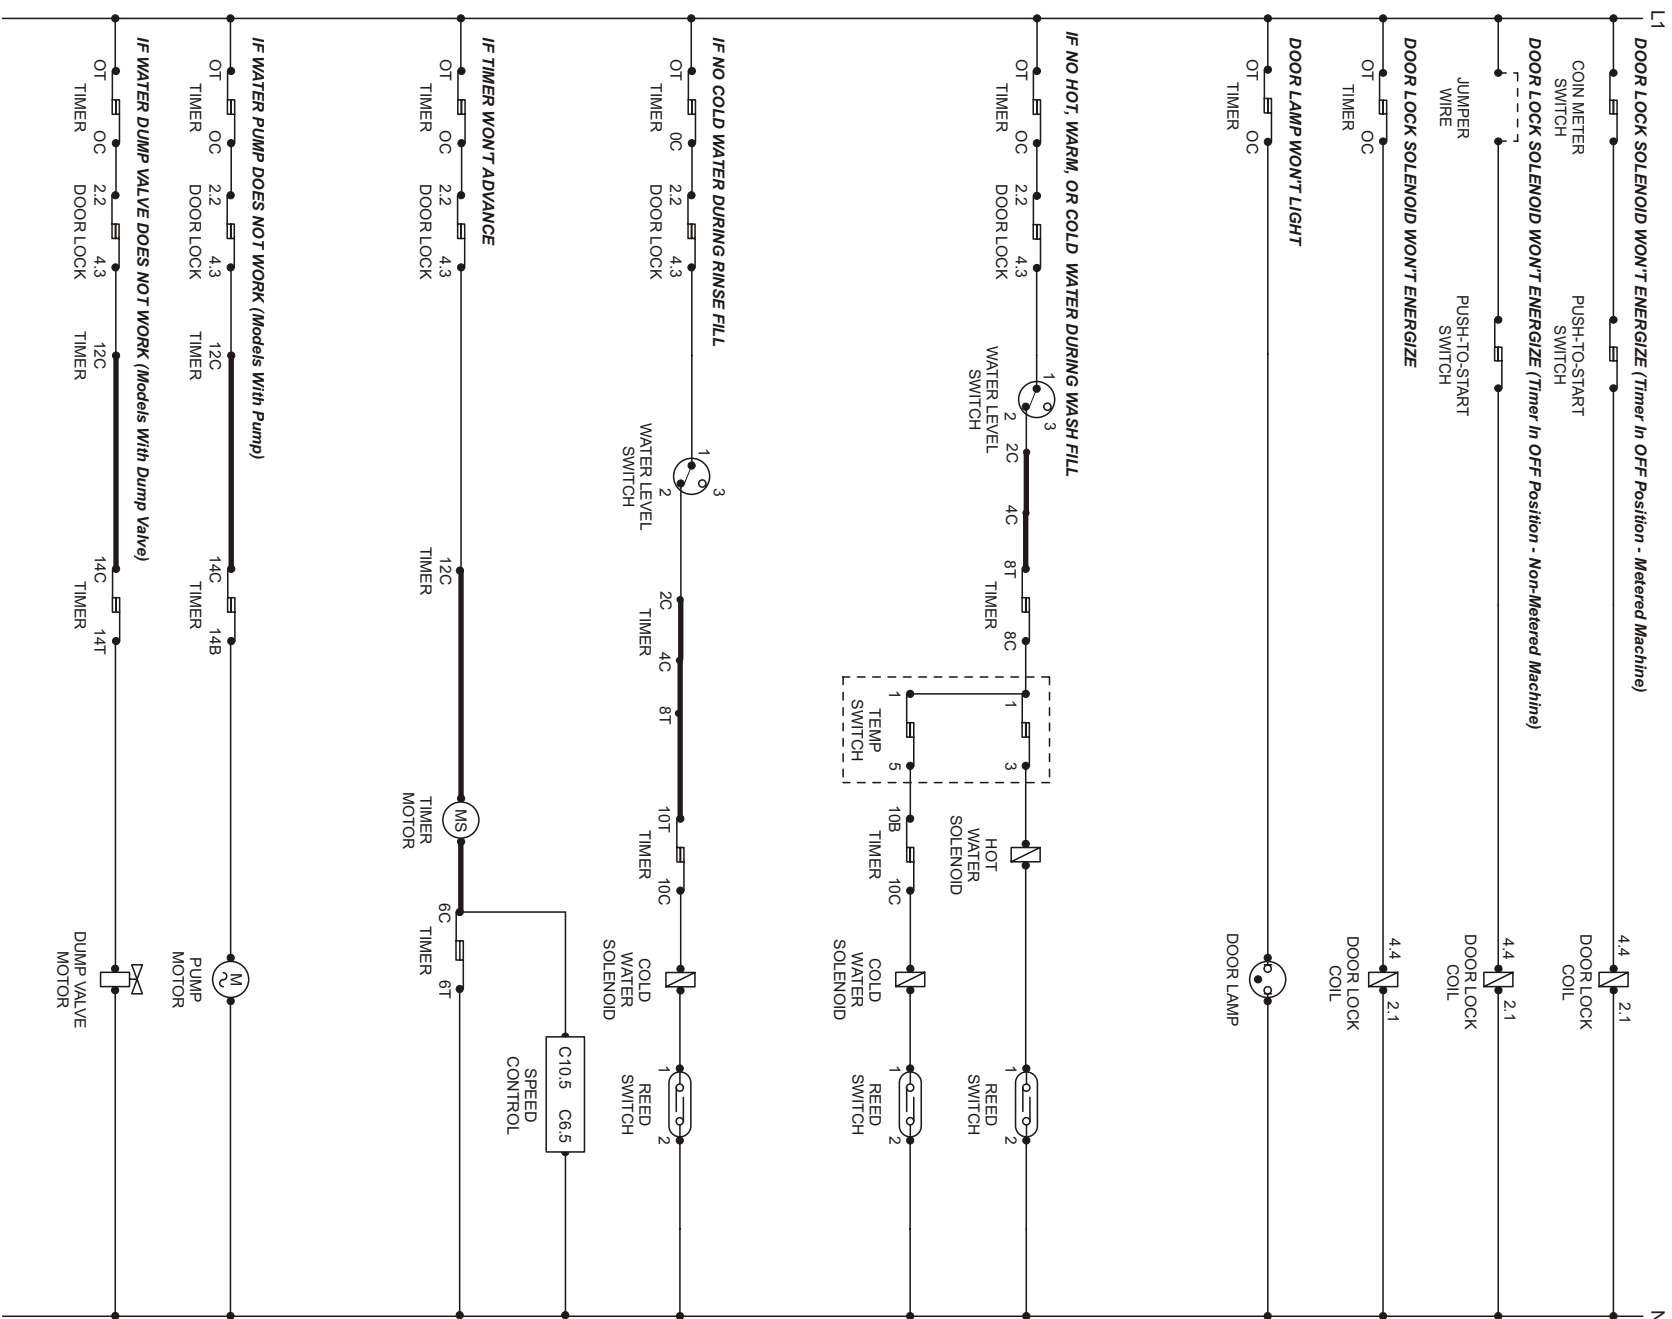 L1
N
DOOR LOCK SOLENOID WON'T ENERGIZE (Timer In OFF Position - Metered Machine)
COIN METER
SWITCH
PUSH-TO-START
SWITCH
4.4
2.1
DOOR LOCK
COIL
DOOR LOCK SOLENOID WON'T ENERGIZE (Timer In OFF Position - Non-Metered Machine)
JUMPER
WIRE
PUSH-TO-START
SWITCH
4.4
2.1
DOOR LOCK
COIL
DOOR LOCK SOLENOID WON'T ENERGIZE
OT
OC
TIMER
4.4
2.1
DOOR LOCK
COIL
DOOR LAMP WON'T LIGHT
OT
OC
TIMER
DOOR LAMP
IF NO HOT, WARM, OR COLD WATER DURING WASH FILL
OT
OC
TIMER
2.2
4.3
DOOR LOCK
1
3
2
WATER LEVEL
SWITCH
2C
4C
8T
8C
TIMER
1
3
HOT
WATER
SOLENOID
1
2
REED
SWITCH
1
5
TEMP
SWITCH
10B
10C
TIMER
COLD
WATER
SOLENOID
1
2
REED
SWITCH
IF NO COLD WATER DURING RINSE FILL
OT
0C
TIMER
2.2
4.3
DOOR LOCK
1
3
2
WATER LEVEL
SWITCH
2C
4C
8T
TIMER
10T
10C
TIMER
COLD
WATER
SOLENOID
1
2
REED
SWITCH
C10.5 C6.5
SPEED
CONTROL
IF TIMER WON'T ADVANCE
OT
OC
TIMER
2.2
4.3
DOOR LOCK
12C
TIMER
MS
TIMER
MOTOR
6C
6T
TIMER
IF WATER PUMP DOES NOT WORK (Models With Pump)
OT
OC
TIMER
2.2
4.3
DOOR LOCK
12C
TIMER
14C
14B
TIMER
M
PUMP
MOTOR
IF WATER DUMP VALVE DOES NOT WORK (Models With Dump Valve)
OT
OC
TIMER
2.2
4.3
DOOR LOCK
12C
TIMER
14C
14T
TIMER
DUMP VALVE
MOTOR